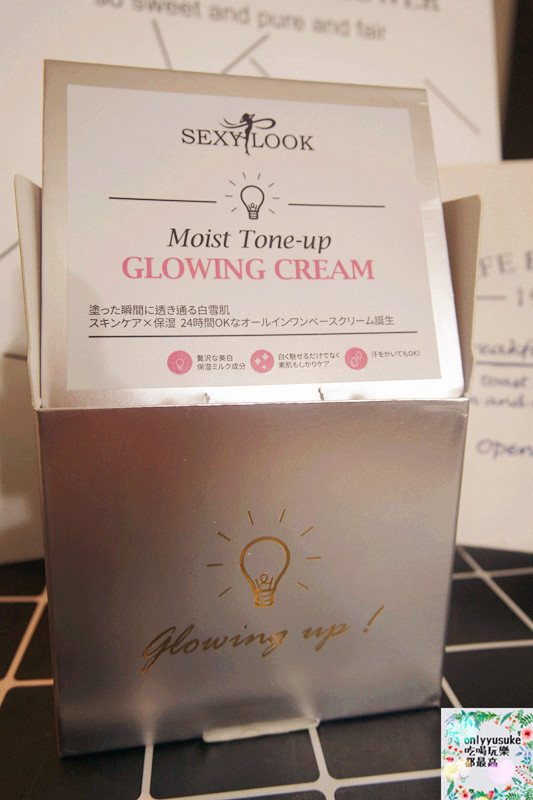 so sweet and pure and fair
SEXYLOOK
Moist Tone-up
GLOWING CREAM
塗った瞬間に透き通る白雪肌
スキンケア×保湿 24時間OKなオールインワンベースクリーム誕生
贅沢な美白
保湿ミルク成分
白く魅せるだけでなく
素肌もしかりケア
汗をかいてもOK!
Glowing up !
toast
Open
onlyyusuke
吃喝玩樂
都最高